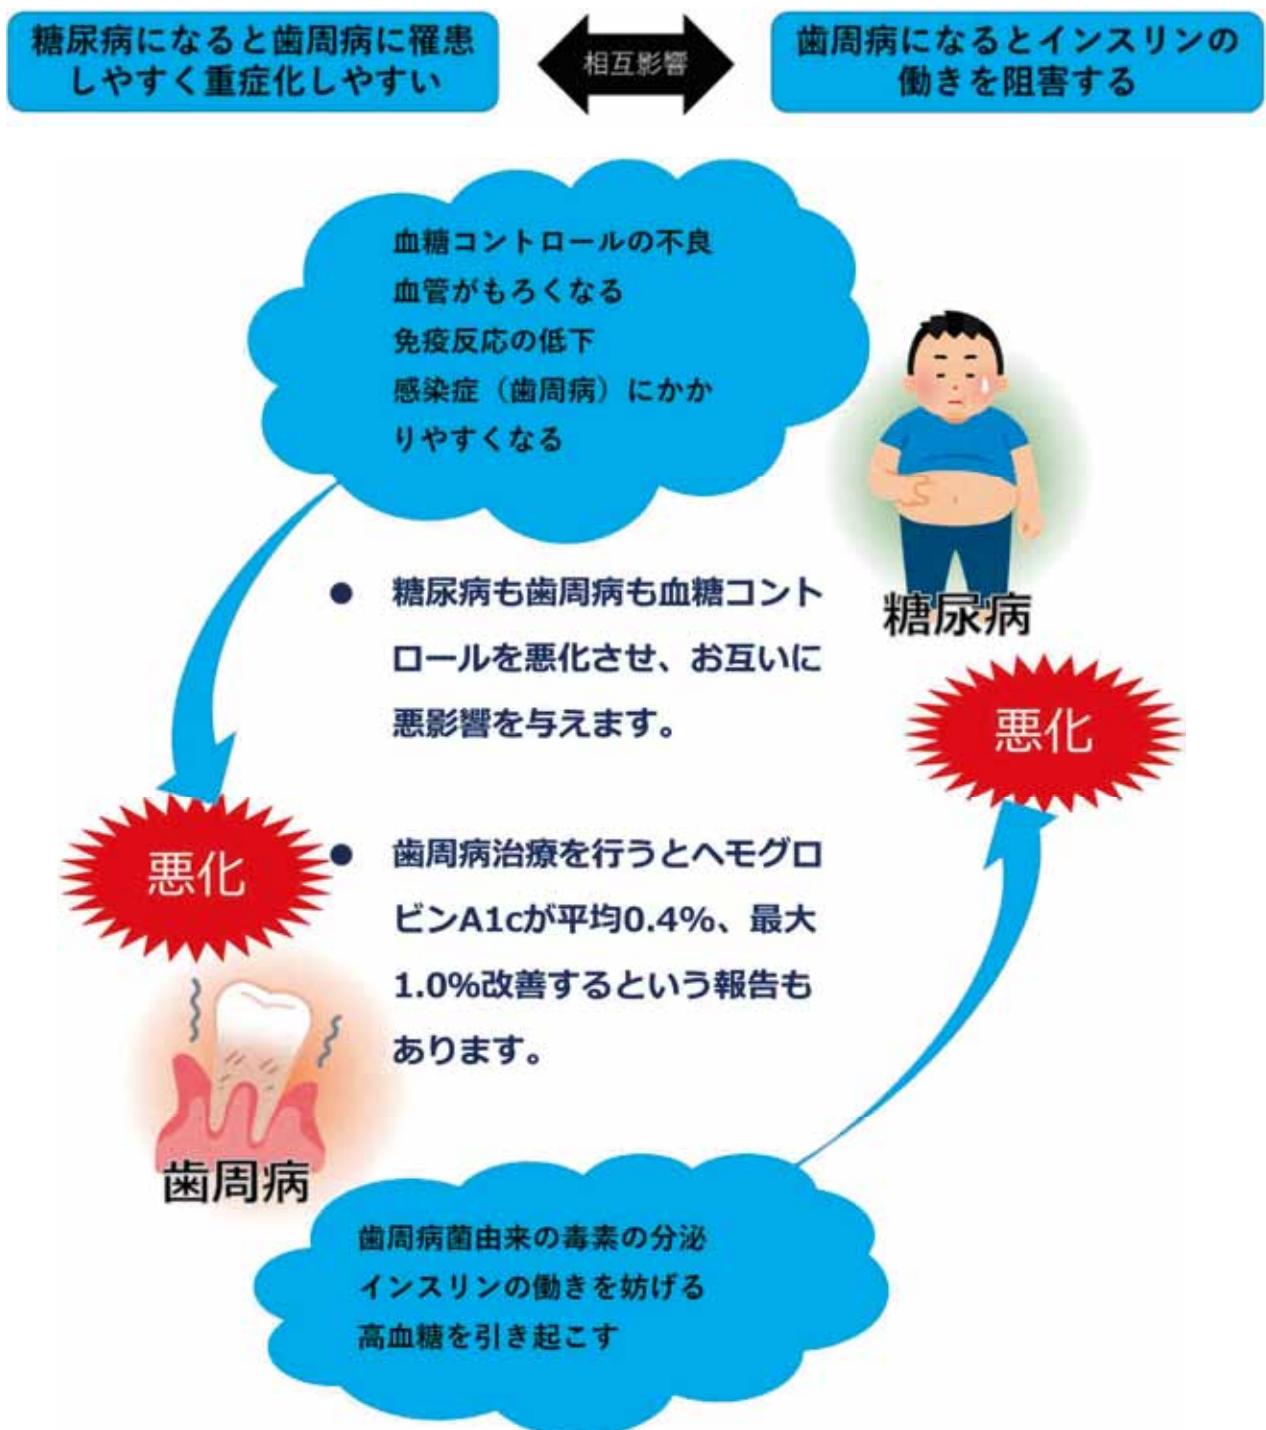 糖尿病になると歯周病に罹患
しやすく重症化しやすい
相互影響
歯周病になるとインスリンの
働きを阻害する
血糖コントロールの不良
血管がもろくなる
免疫反応の低下
感染症（歯周病）にかか
りやすくなる
糖尿病
● 糖尿病も歯周病も血糖コント
ロールを悪化させ、お互いに
悪影響を与えます。
悪化
悪化
● 歯周病治療を行うとヘモグロ
ビンA1cが平均0.4%、最大
1.0%改善するという報告も
あります。
歯周病
歯周病菌由来の毒素の分泌
インスリンの働きを妨げる
高血糖を引き起こす